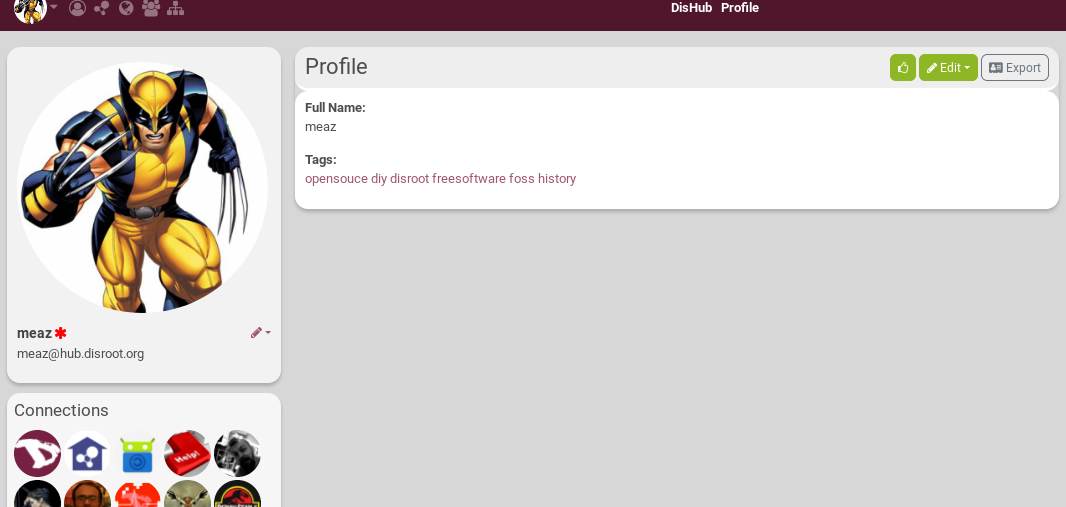 DisHub Profile
Profile
Edit
Export
Full Name:
meaz
Tags:
opensouce diy disroot freesoftware foss history
meaz
meaz@hub.disroot.org
Connections
Help!